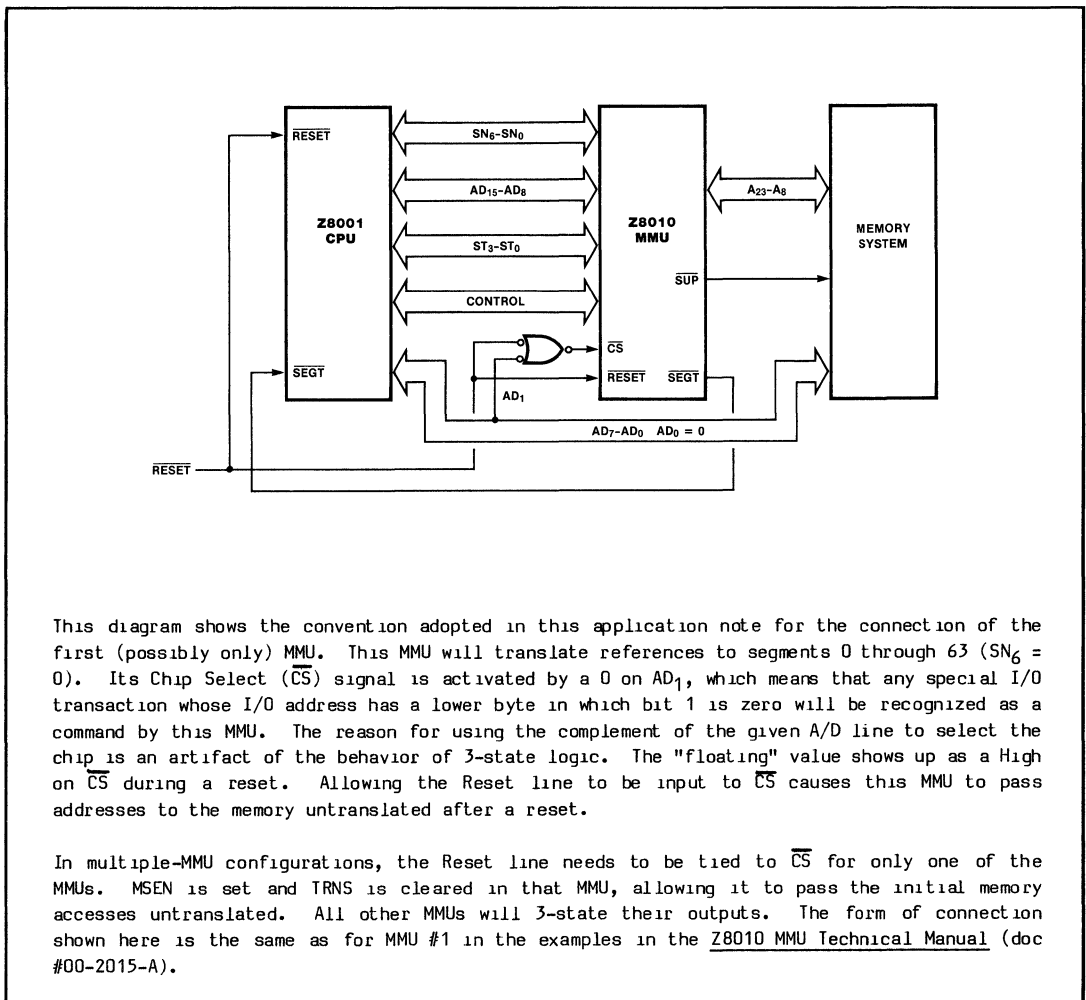 RESET
SN6-SN0
AD15-AD8
A23-A8
Z8001
CPU
Z8010
MMU
MEMORY
SYSTEM
ST3-ST0
SUP
CONTROL
CS
SEGT
RESET
SEGT
AD1
AD7-AD0 AD0 = 0
RESET
This diagram shows the convention adopted in this application note for the connection of the
first (possibly only) MMU. This MMU will translate references to segments 0 through 63 (SN6 =
0). Its Chip Select (CS) signal is activated by a 0 on AD1, which means that any special I/O
transaction whose I/O address has a lower byte in which bit 1 is zero will be recognized as a
command by this MMU. The reason for using the complement of the given A/D line to select the
chip is an artifact of the behavior of 3-state logic. The "floating" value shows up as a High
on CS during a reset. Allowing the Reset line to be input to CS causes this MMU to pass
addresses to the memory untranslated after a reset.
In multiple-MMU configurations, the Reset line needs to be tied to CS for only one of the
MMUs. MSEN is set and TRNS is cleared in that MMU, allowing it to pass the initial memory
accesses untranslated. All other MMUs will 3-state their outputs. The form of connection
shown here is the same as for MMU #1 in the examples in the Z8010 MMU Technical Manual (doc
#00-2015-A).